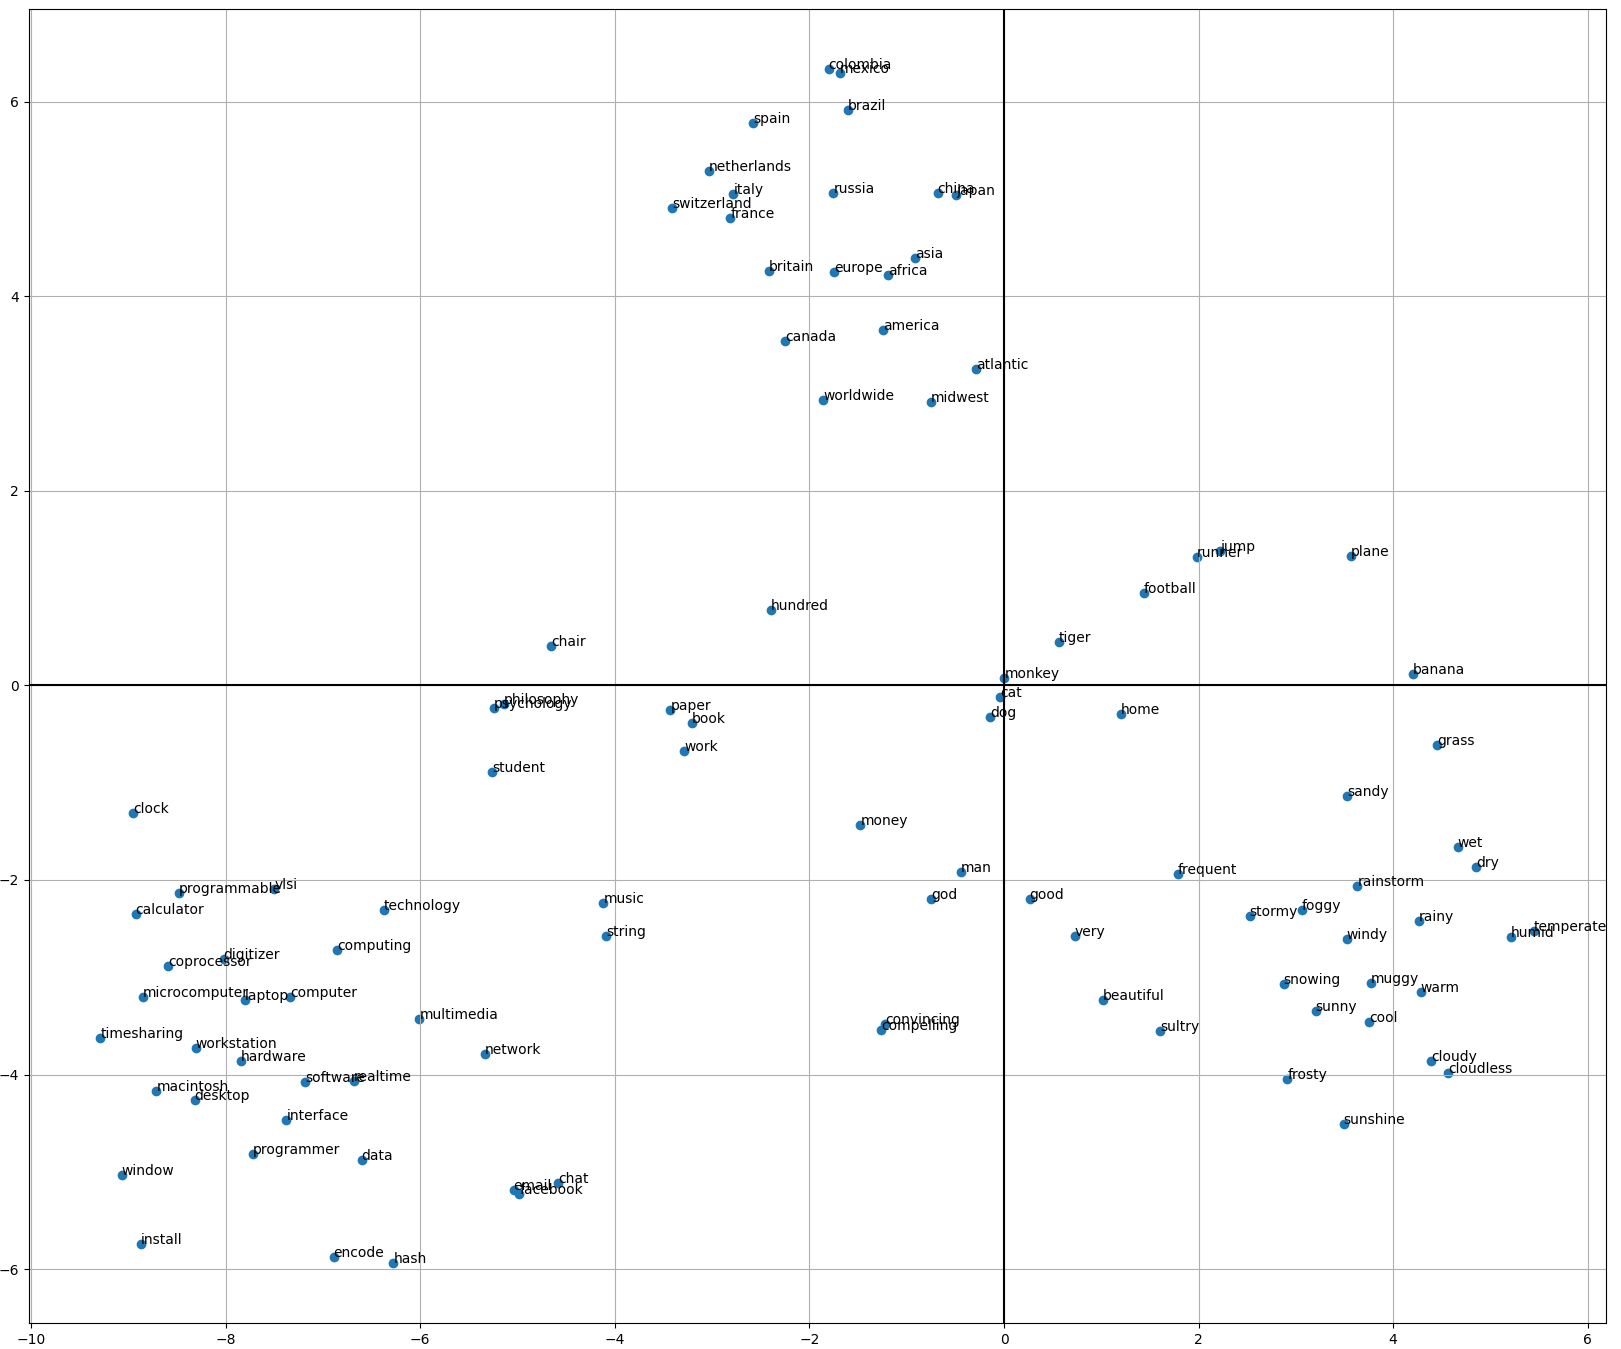 colombia
mexico
brazil
spain
netherlands
italy
russia
china
japan
switzerland
france
asia
britain
europe
africa
america
canada
atlantic
worldwide
midwest
jump
runner
plane
football
hundred
tiger
chair
monkey
banana
cat
philosophy
psychology
paper
dog
home
book
grass
work
student
sandy
clock
money
wet
dry
man
frequent
rainstorm
vlsi
programmable
god
good
music
technology
calculator
stormy
foggy
rainy
temperate
string
very
windy
humid
computing
digitizer
coprocessor
snowing
muggy
warm
microcomputer
laptop
computer
beautiful
sunny
multimedia
convincing
compelling
sultry
cool
timesharing
workstation
network
hardware
cloudy
cloudless
software
realtime
frosty
macintosh
desktop
interface
sunshine
programmer
data
window
chat
email
facebook
install
encode
hash
6
4
2
0
−2
−4
−6
−10 −8 −6 −4 −2 0 2 4 6